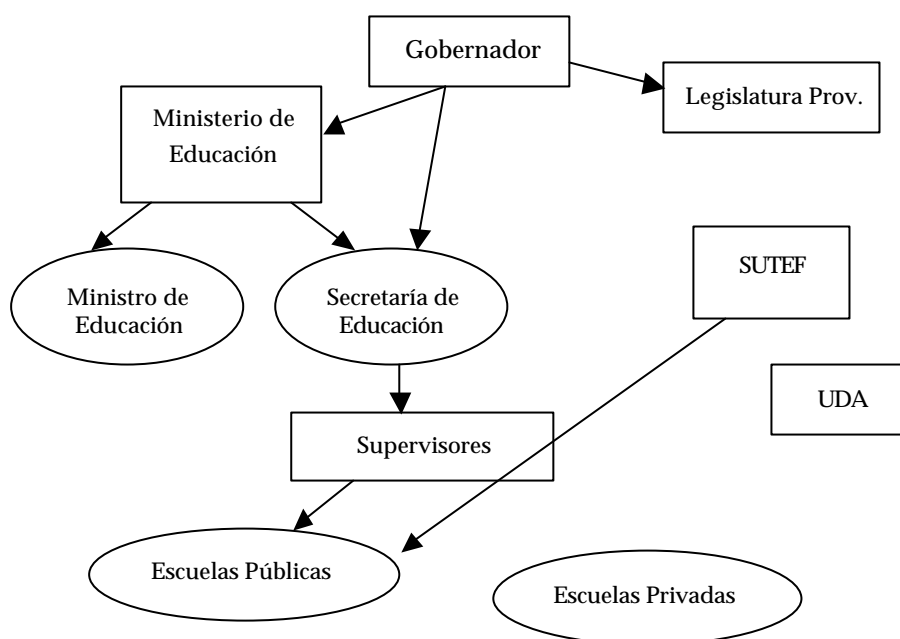 Gobernador
Legislatura Prov.
Ministerio de
Educación
SUTEF
Ministro de
Educación
Secretaría de
Educación
UDA
Supervisores
Escuelas Públicas
Escuelas Privadas